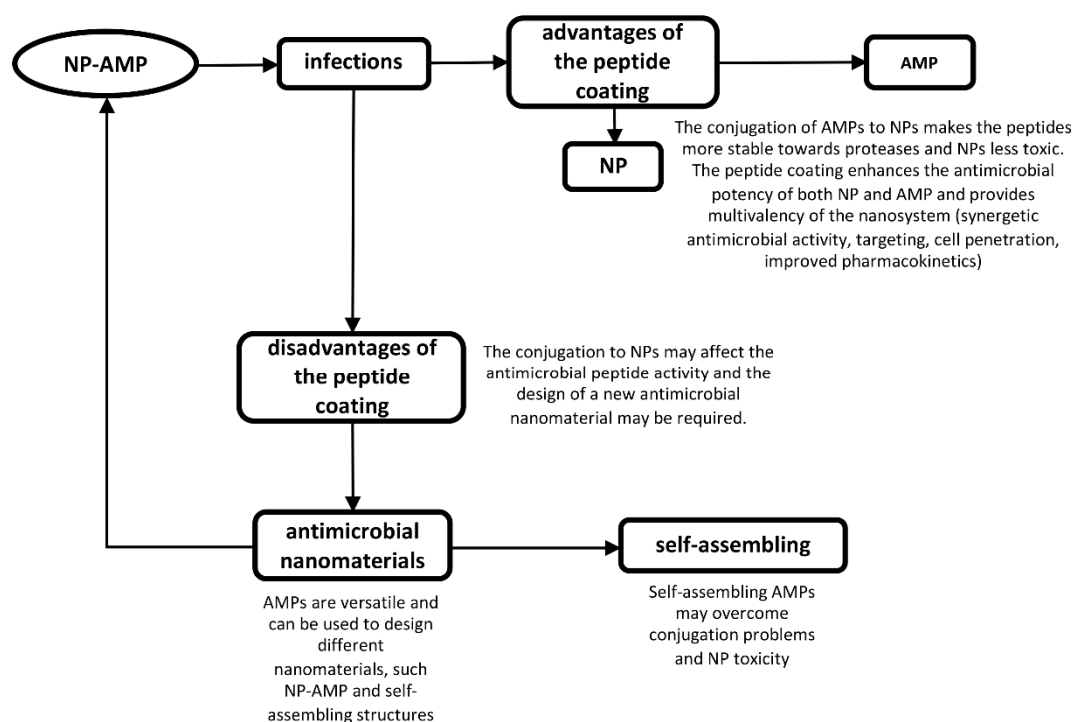 NP-AMP
infections
advantages of
the peptide
coating
AMP
NP
The conjugation of AMPs to NPs makes the peptides
more stable towards proteases and NPs less toxic.
The peptide coating enhances the antimicrobial
potency of both NP and AMP and provides
multivalency of the nanosystem (synergetic
antimicrobial activity, targeting, cell penetration,
improved pharmacokinetics)
disadvantages of
the peptide
coating
The conjugation to NPs may affect the
antimicrobial peptide activity and the
design of a new antimicrobial
nanomaterial may be required.
antimicrobial
nanomaterials
self-assembling
AMPs are versatile and
can be used to design
different
nanomaterials, such
NP-AMP and self-
assembling structures
Self-assembling AMPs
may overcome
conjugation problems
and NP toxicity